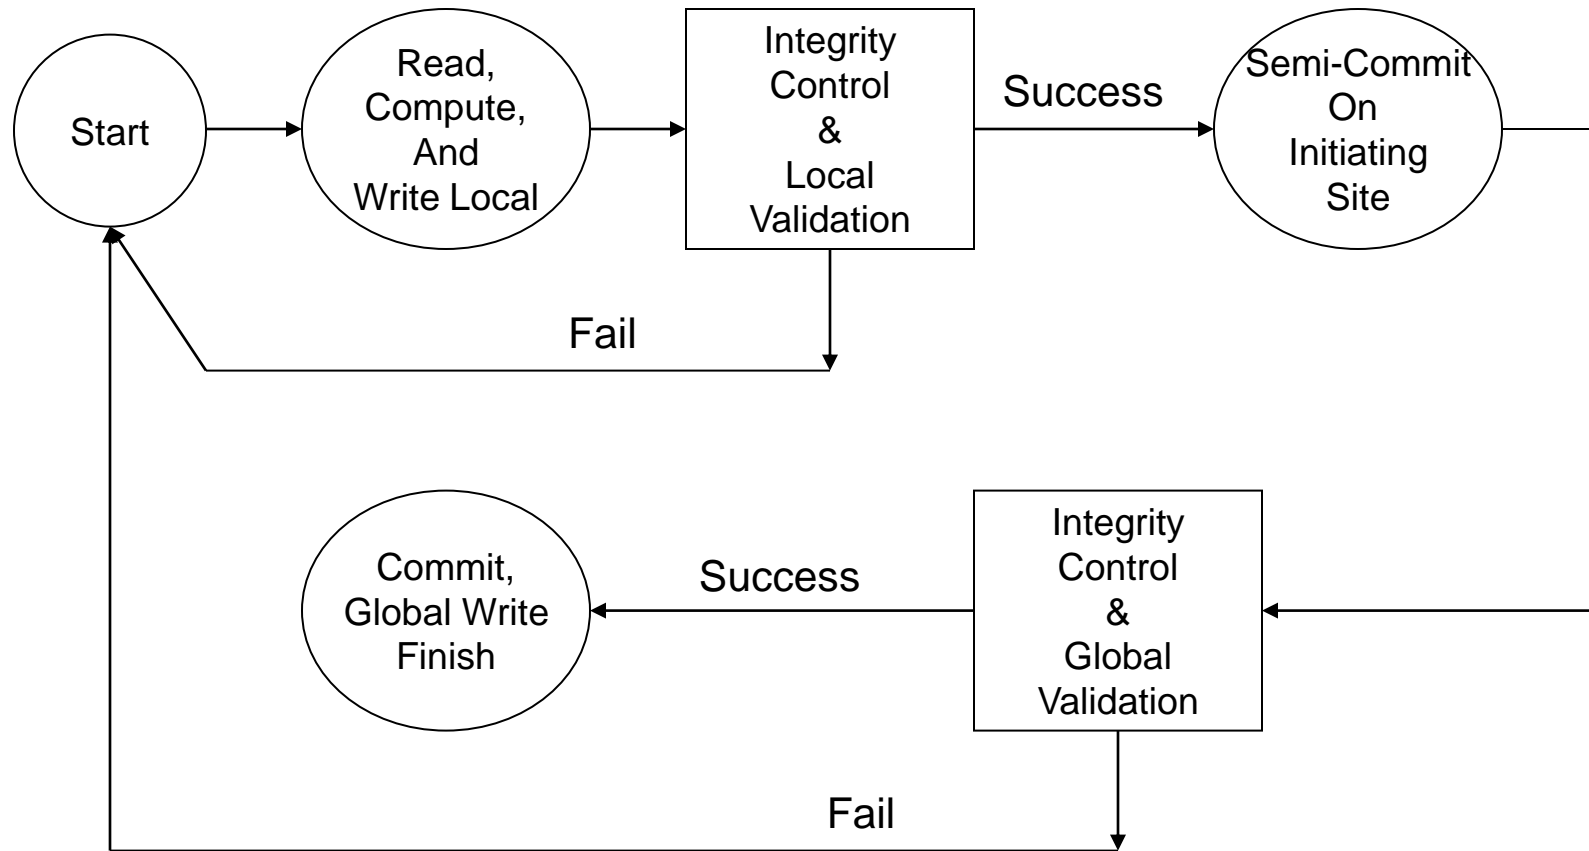 Start
Read,
Compute,
And
Write Local
Integrity
Control
&
Local
Validation
Success
Semi-Commit
On
Initiating
Site
Fail
Commit,
Global Write
Finish
Success
Integrity
Control
&
Global
Validation
Fail